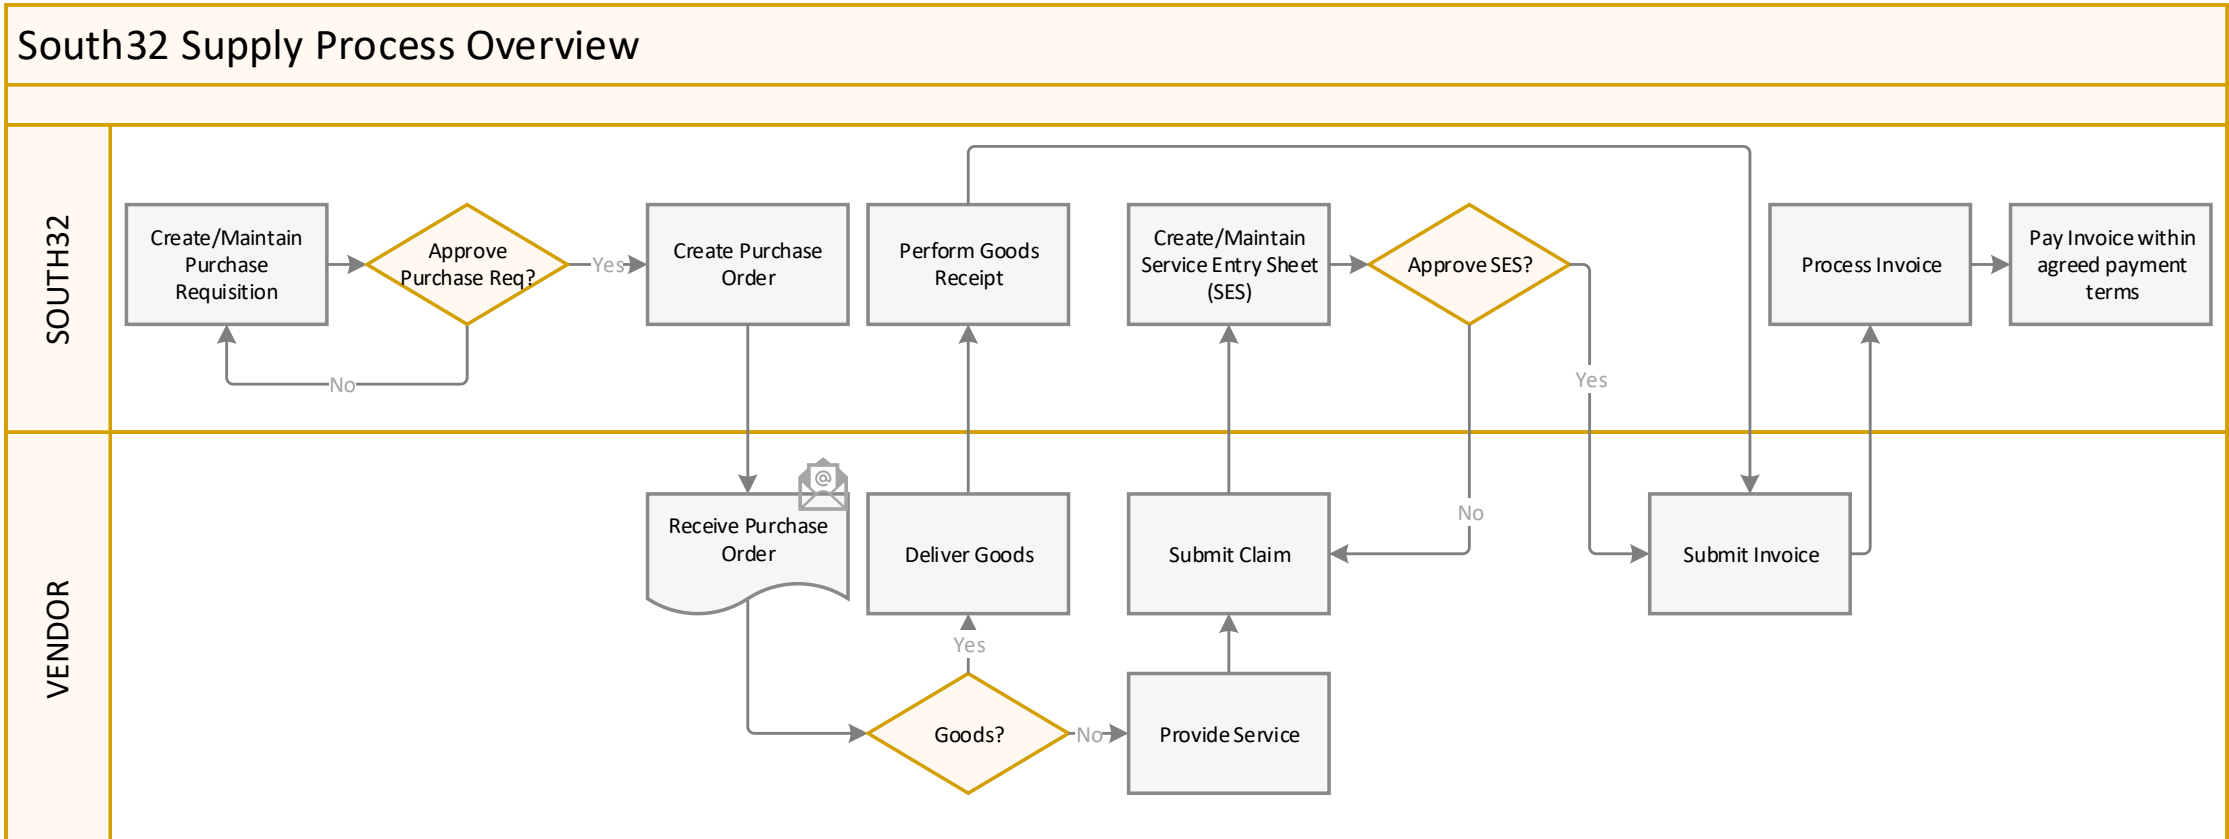 South32 Supply Process Overview
SOUTH32
Create/Maintain
Purchase
Requisition
Approve
Purchase Req?
Yes
No
Create Purchase
Order
Perform Goods
Receipt
Create/Maintain
Service Entry Sheet
(SES)
Approve SES?
Yes
No
Process Invoice
Pay Invoice within
agreed payment
terms
VENDOR
Receive Purchase
Order
@
Deliver Goods
Submit Claim
Submit Invoice
Yes
Goods?
No
Provide Service